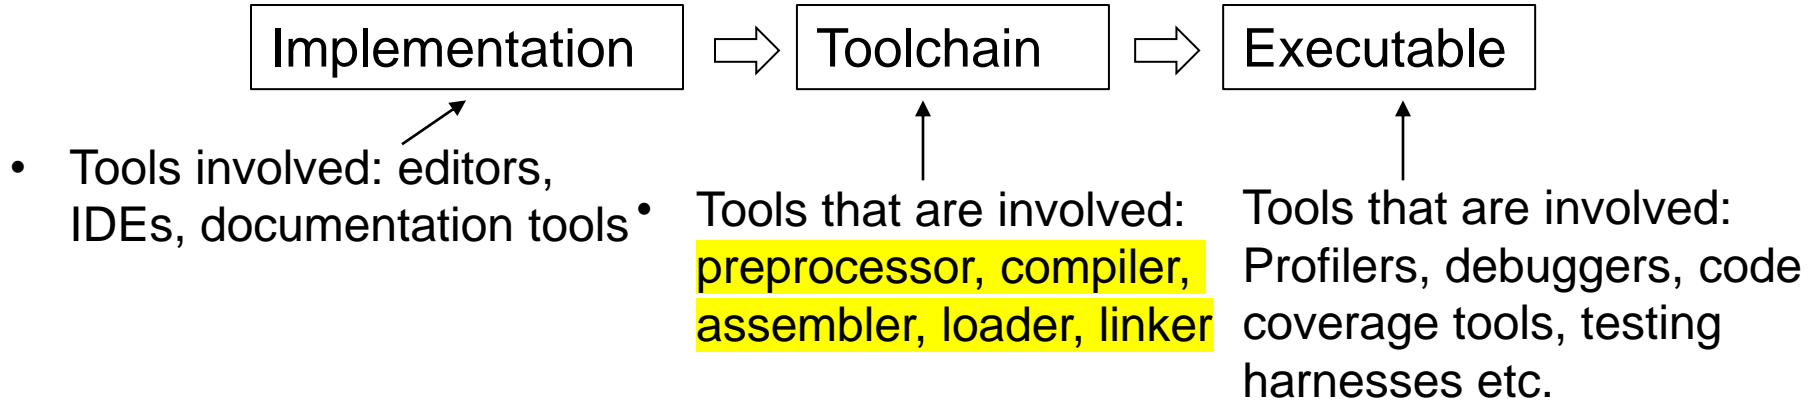 Implementation
Toolchain
Executable
• Tools involved: editors,
IDEs, documentation tools
• Tools that are involved:
preprocessor, compiler,
assembler, loader, linker
Tools that are involved:
Profilers, debuggers, code
coverage tools, testing
harnesses etc.